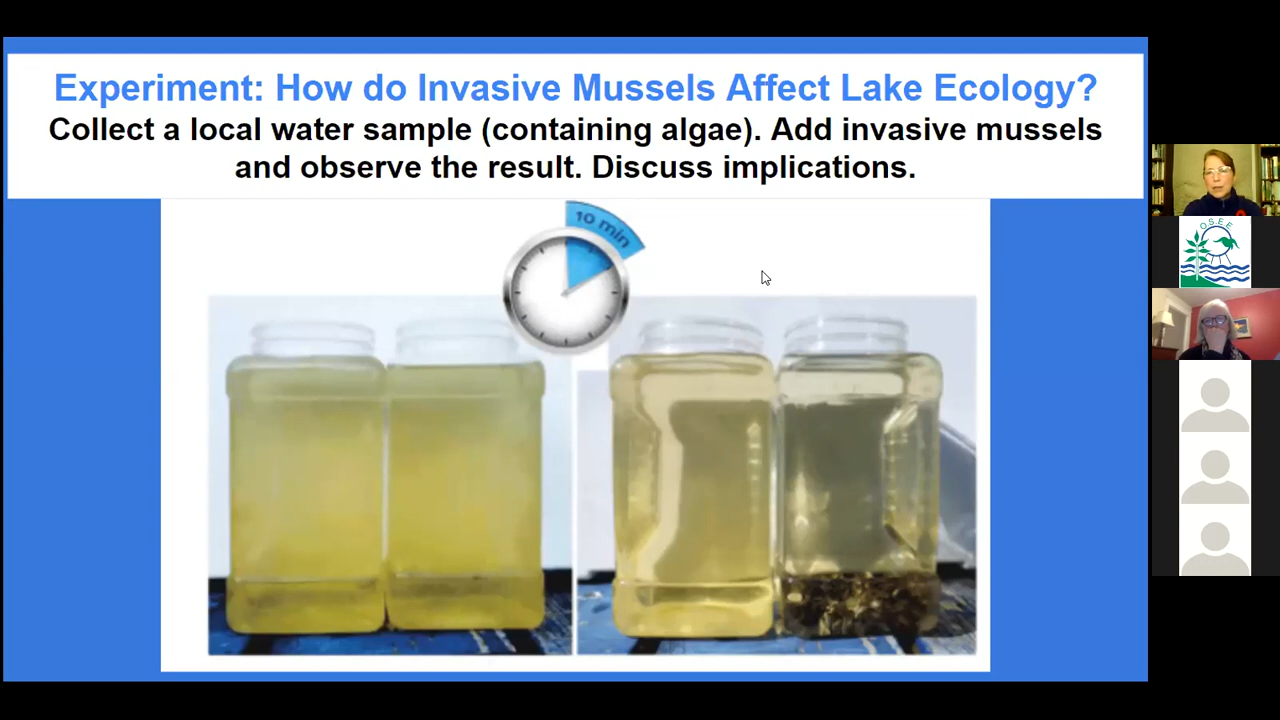 Experiment: How do Invasive Mussels Affect Lake Ecology?
Collect a local water sample (containing algae). Add invasive mussels
and observe the result. Discuss implications.
10 min
O.S.E.E